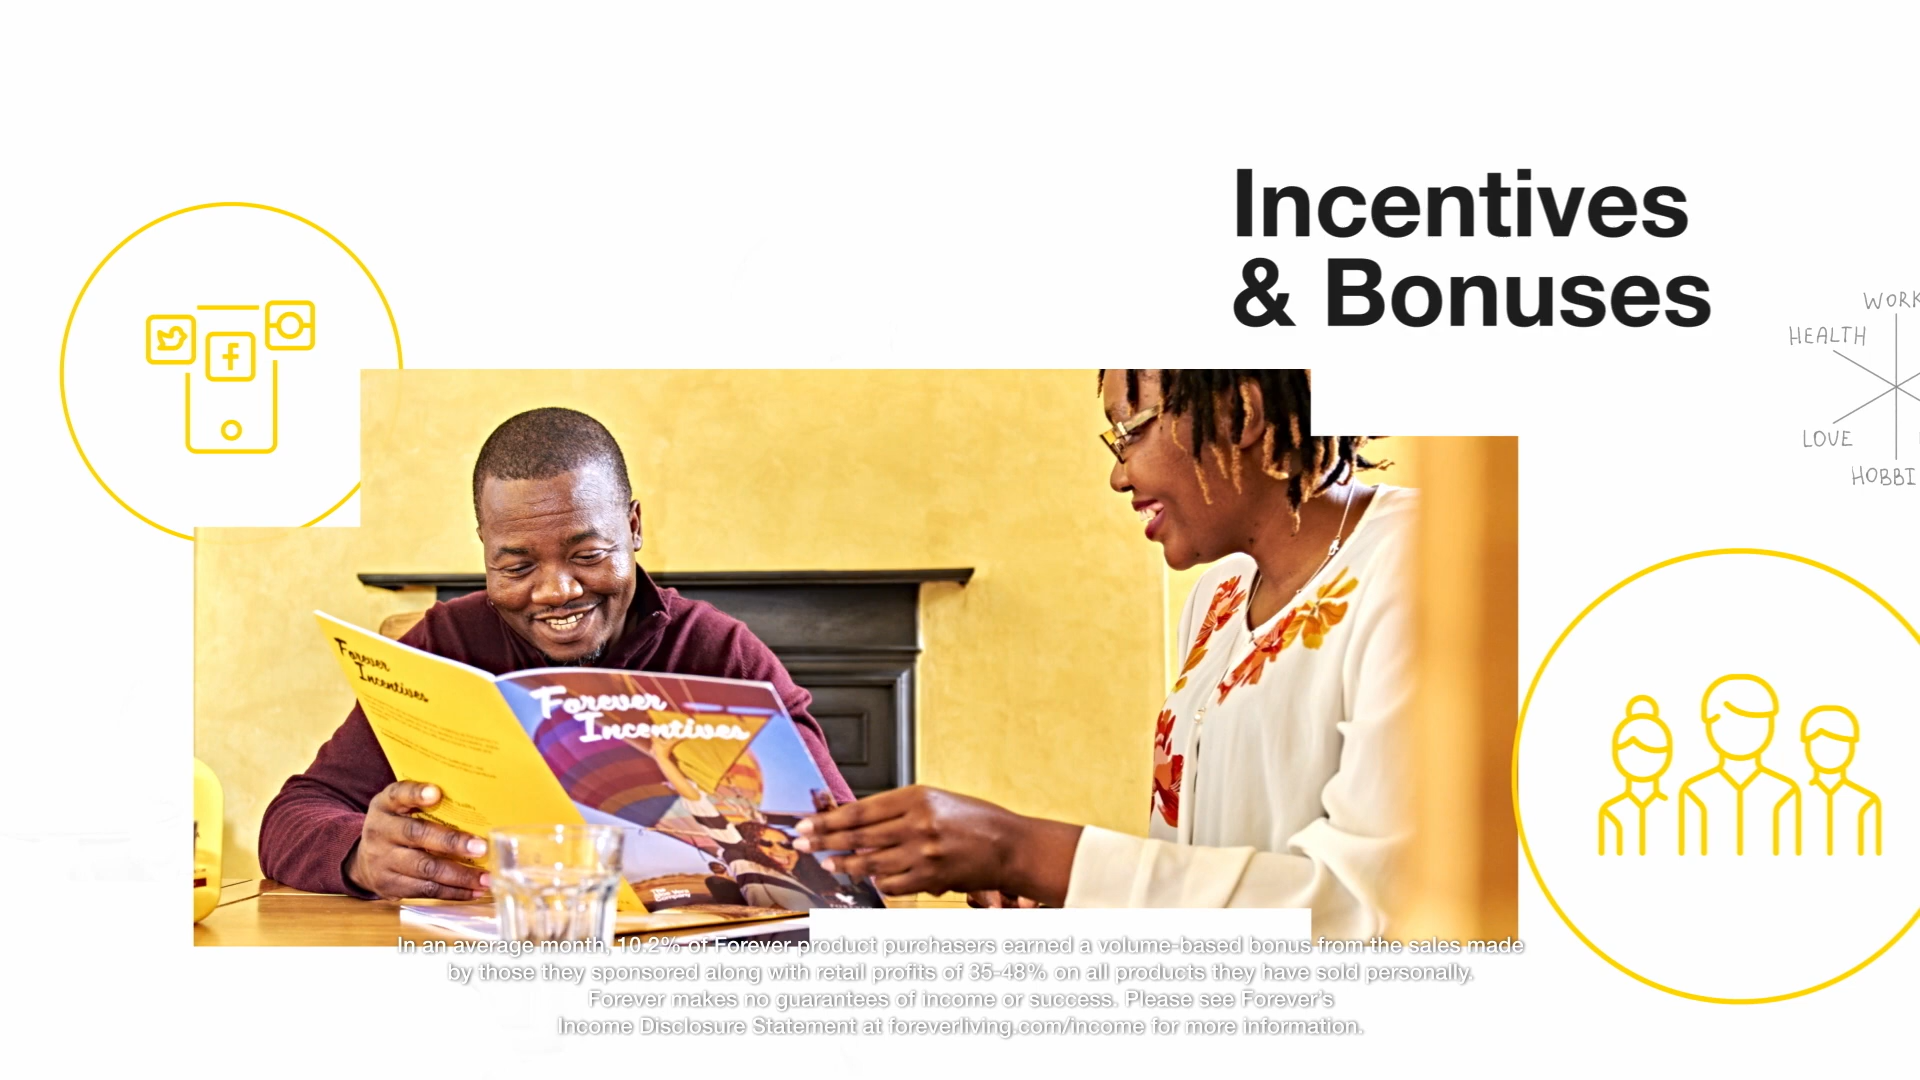 Incentives
& Bonuses
WORK
HEALTH
LOVE
HOBBI
Forever
Incentives
Forever
Incentives
In an average month, 10.2% of Forever product purchasers earned a volume-based bonus from the sales made
by those they sponsored along with retail profits of 35-48% on all products they have sold personally.
Forever makes no guarantees of income or success. Please see Forever's
Income Disclosure Statement at foreverliving.com/income for more information.